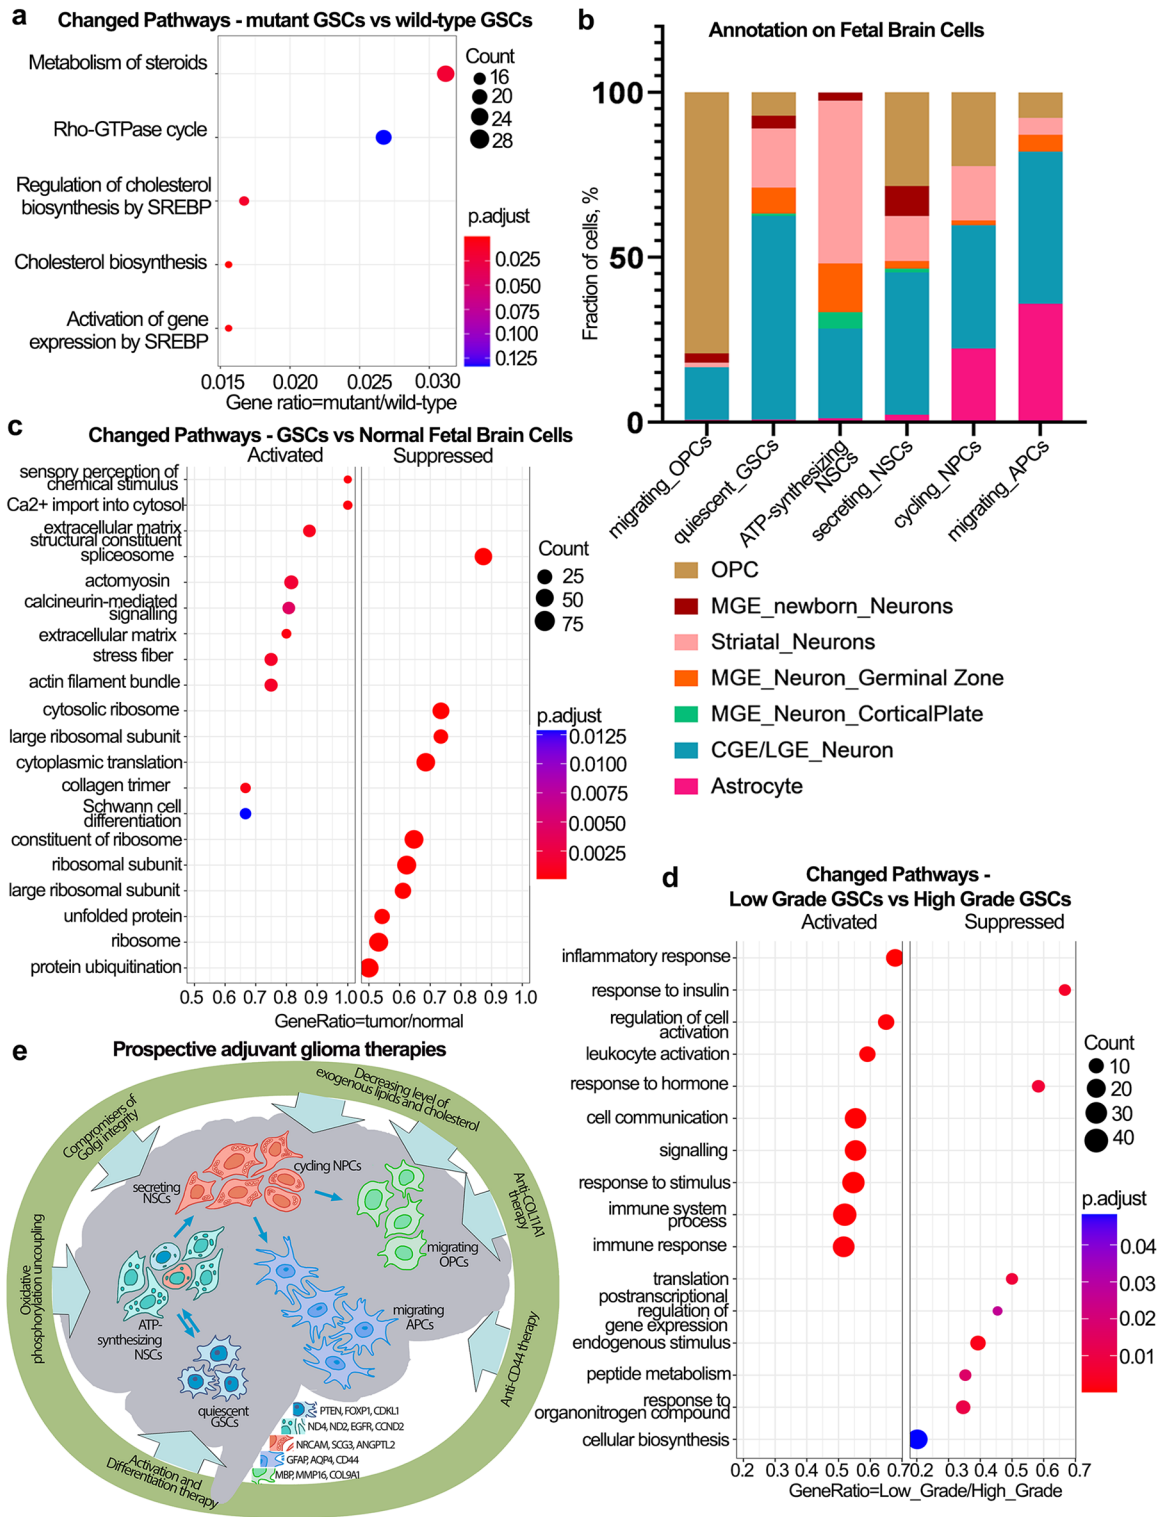 a
Changed Pathways - mutant GSCs vs wild-type GSCs
Metabolism of steroids
Rho-GTPase cycle
Regulation of cholesterol
biosynthesis by SREBP
Cholesterol biosynthesis
Activation of gene
expression by SREBP
0.015 0.020 0.025 0.030
Gene ratio=mutant/wild-type
Count
16
20
24
28
p.adjust
0.025
0.050
0.075
0.100
0.125
b
Annotation on Fetal Brain Cells
Fraction of cells, %
100
50
0
migrating_OPCs
quiescent_GSCs
ATP-synthesizing
NSCs
secreting_NSCs
cycling_NPCs
migrating_APCs
OPC
MGE_newborn_Neurons
Striatal_Neurons
MGE_Neuron_Germinal Zone
MGE_Neuron_CorticalPlate
CGE/LGE_Neuron
Astrocyte
c
Changed Pathways - GSCs vs Normal Fetal Brain Cells
Activated Suppressed
sensory perception of
chemical stimulus
Ca2+ import into cytosol
extracellular matrix
structural constituent
spliceosome
actomyosin
calcineurin-mediated
signalling
extracellular matrix
stress fiber
actin filament bundle
cytosolic ribosome
large ribosomal subunit
cytoplasmic translation
collagen trimer
Schwann cell
differentiation
constituent of ribosome
ribosomal subunit
large ribosomal subunit
unfolded protein
ribosome
protein ubiquitination
0.5 0.6 0.7 0.8 0.9 1.0 0.5 0.6 0.7 0.8 0.9 1.0
GeneRatio=tumor/normal
Count
25
50
75
p.adjust
0.0125
0.0100
0.0075
0.0050
0.0025
d
Changed Pathways -
Low Grade GSCs vs High Grade GSCs
Activated Suppressed
inflammatory response
response to insulin
regulation of cell
activation
leukocyte activation
response to hormone
cell communication
signalling
response to stimulus
immune system
process
immune response
translation
postranscriptional
regulation of
gene expression
endogenous stimulus
peptide metabolism
response to
organonitrogen compound
cellular biosynthesis
0.2 0.3 0.4 0.5 0.6 0.7 0.2 0.3 0.4 0.5 0.6 0.7
GeneRatio=Low_Grade/High_Grade
Count
10
20
30
40
p.adjust
0.04
0.03
0.02
0.01
e
Prospective adjuvant glioma therapies
Compromisers of
Golgi integrity
Decreasing level of
exogenous lipids and cholesterol
Anti-COL11A1
therapy
Anti-CD44 therapy
Activation and
Differentiation therapy
Oxidative
phosphorylation uncoupling
secreting
NSCs
cycling NPCs
migrating
OPCs
migrating
APCs
ATP-
synthesizing
NSCs
quiescent
GSCs
PTEN, FOXP1, CDKL1
ND4, ND2, EGFR, CCND2
NRCAM, SCG3, ANGPTL2
GFAP, AQP4, CD44
MBP, MMP16, COL9A1